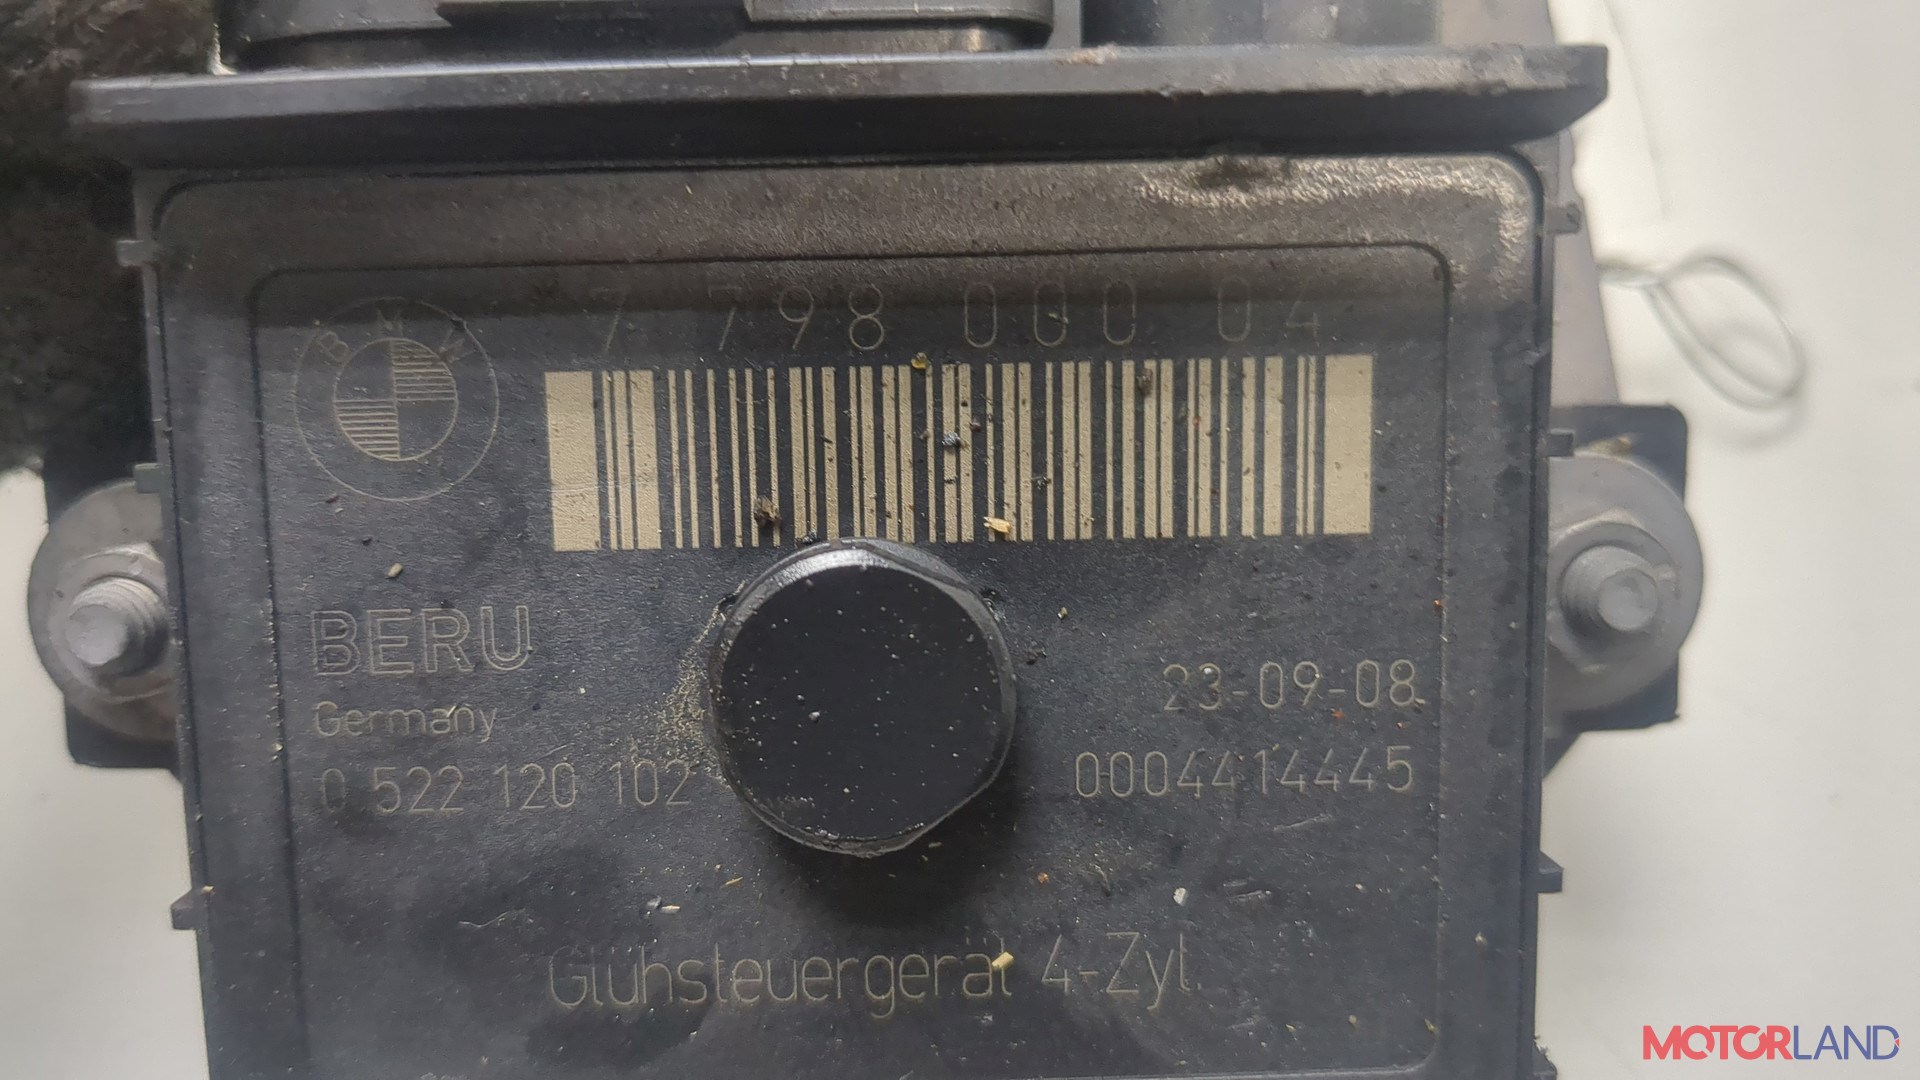 7 798 000 04
BMW
BERU
Germany
0 522 120 102
23-09-08
0004414445
Glühsteuergerät 4-Zyl
MOTORLAND